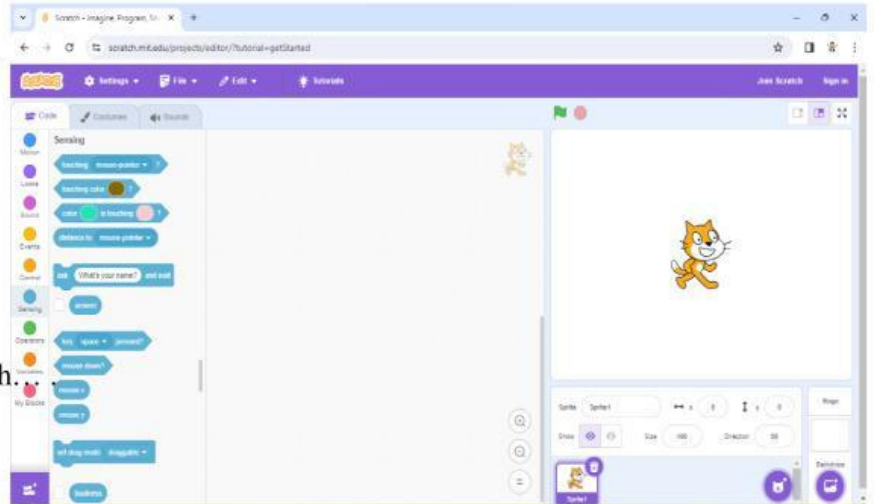 Scratch - Imagine, Program, Sh
scratch.mit.edu/projects/editor/?tutorial=getStarted
SCRATCH Settings File Edit Tutorials Join Scratch Sign in
Code Costumes Sounds
Motion
Looks
Sound
Events
Control
Sensing
Operators
Variables
My Blocks
Sensing
touching mouse-pointer ?
touching color ?
color is touching ?
distance to mouse-pointer
ask What's your name? and wait
answer
key space pressed?
mouse down?
mouse x
mouse y
set drag mode draggable
loudness
h....
Sprite Sprite1 x y
Show Size 100 Direction 90
Sprite1
Stage
Backdrops